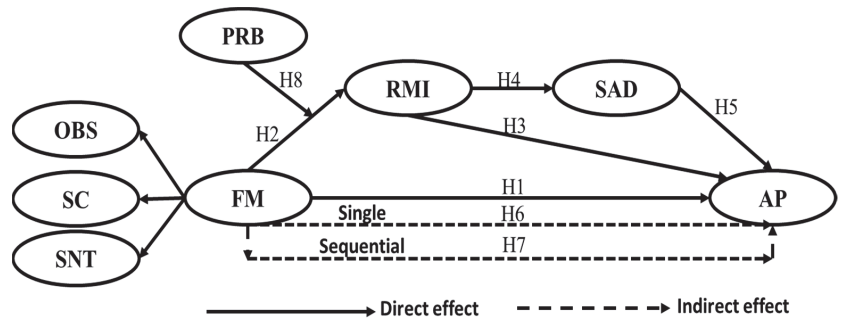 PRB
H8
RMI
H4
SAD
OBS
H2
H3
H5
SC
FM
H1
AP
Single
H6
SNT
Sequential
H7
Direct effect
Indirect effect